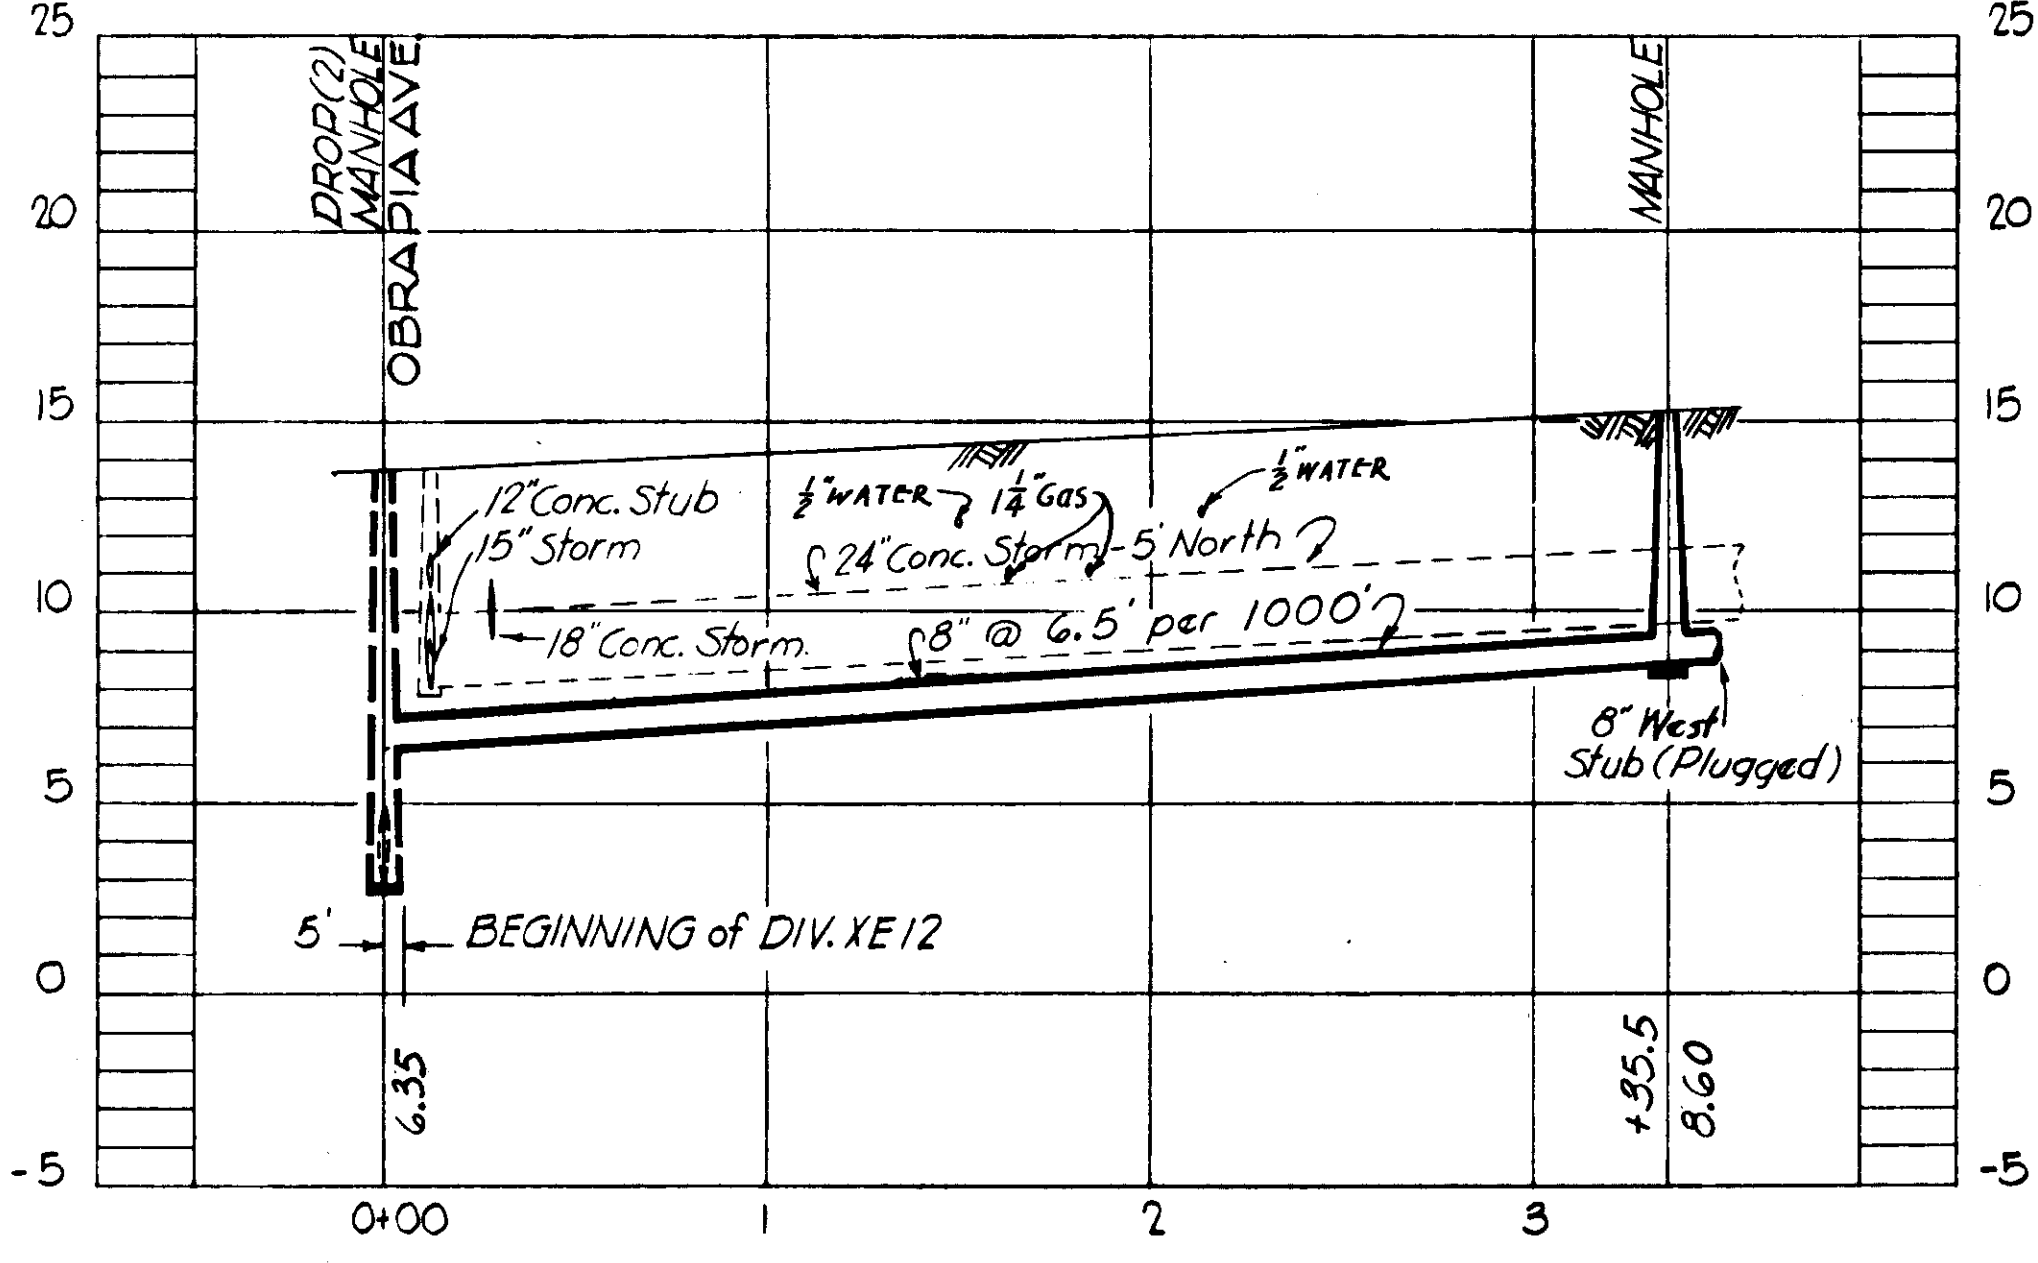 25
25
DROP(2)
MANHOLE
OBRAPIA AVE.
MANHOLE
20
20
15
15
12" Conc. Stub
15" Storm
1/2" WATER
1 1/4" Gas
1/2" WATER
24" Conc. Storm - 5' North
10
10
18" Conc. Storm.
8" @ 6.5' per 1000'
8" West
Stub (Plugged)
5
5
5'
BEGINNING of DIV. XE12
0
0
6.35
+35.5
8.60
-5
-5
0+00
1
2
3